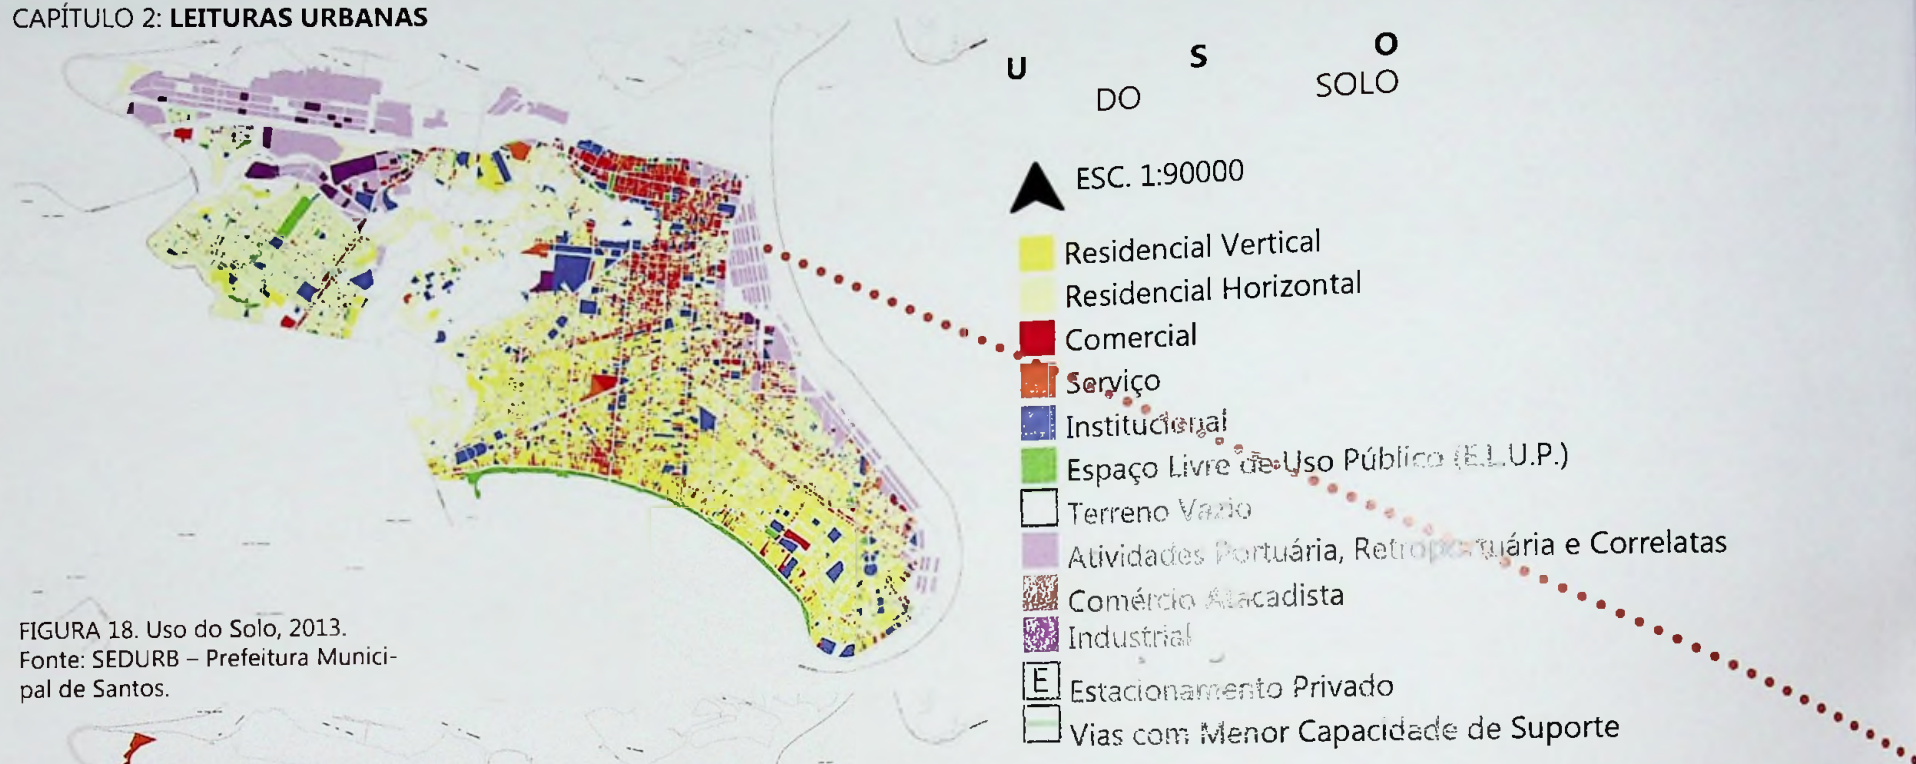 CAPÍTULO 2: LEITURAS URBANAS
U S O
DO SOLO
ESC. 1:90000
Residencial Vertical
Residencial Horizontal
Comercial
Serviço
Institucional
Espaço Livre de Uso Público (E.L.U.P.)
Terreno Vazio
Atividades Portuária, Retroportuária e Correlatas
Comércio Atacadista
Industrial
E Estacionamento Privado
Vias com Menor Capacidade de Suporte
FIGURA 18. Uso do Solo, 2013.
Fonte: SEDURB – Prefeitura Munici-
pal de Santos.